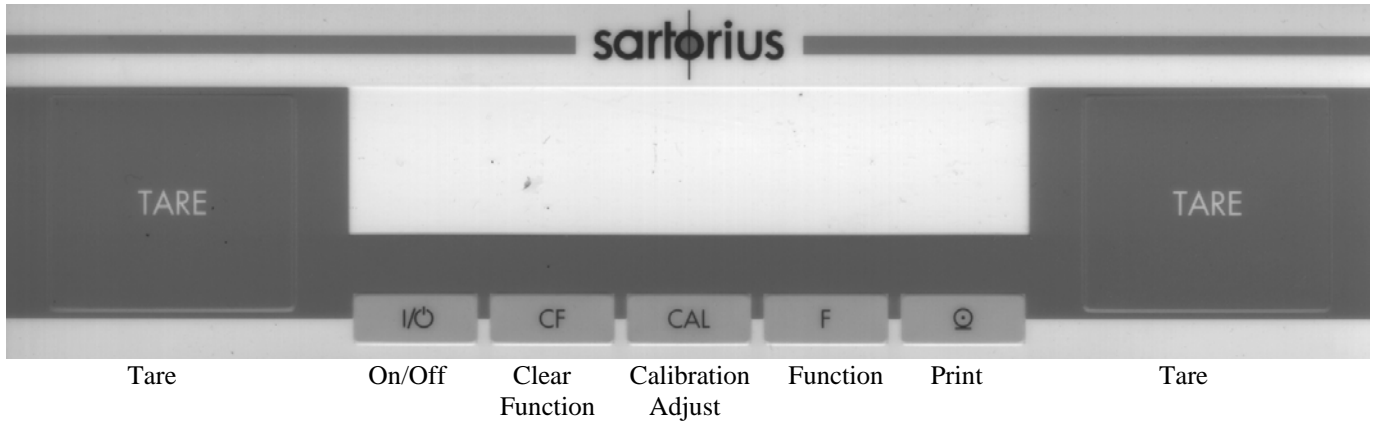 sartorius
TARE
TARE
I/⏻ CF CAL F
Tare On/Off Clear Calibration Function Print Tare
Function Adjust